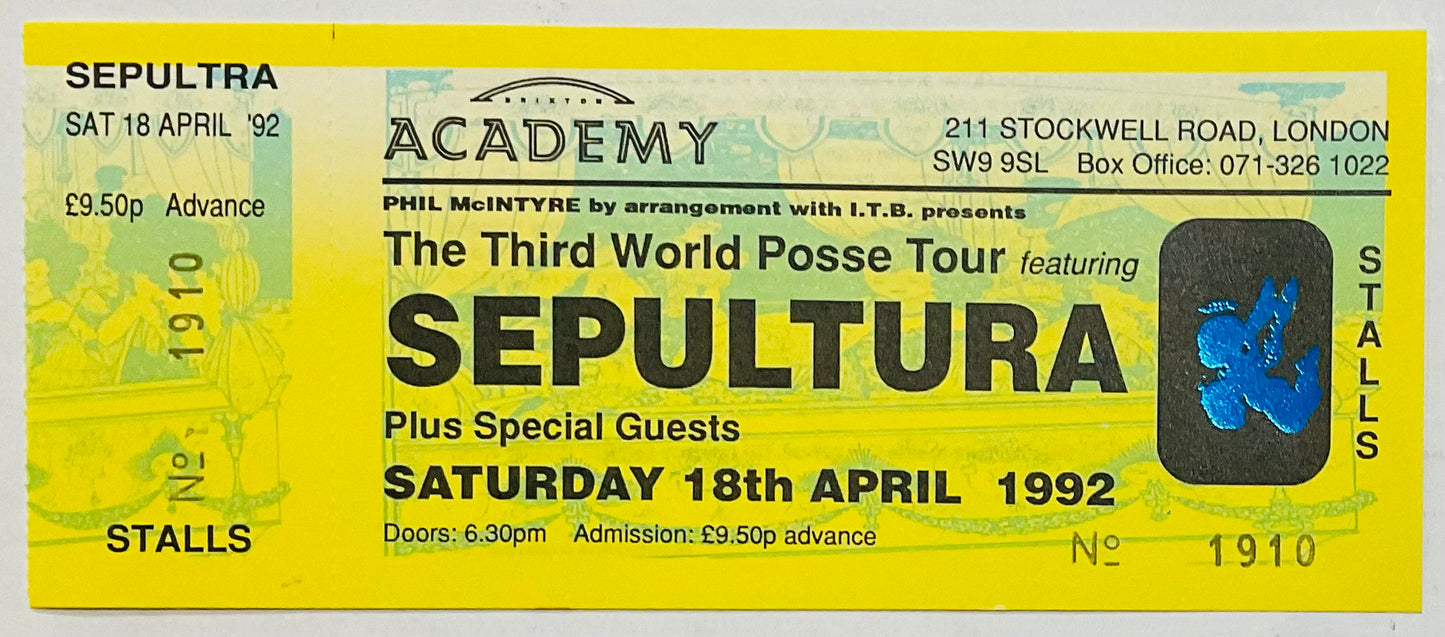 SEPULTRA
SAT 18 APRIL '92
£9.50p Advance
Nº 1910
STALLS
BRIXTON
ACADEMY
211 STOCKWELL ROAD, LONDON
SW9 9SL Box Office: 071-326 1022
PHIL McINTYRE by arrangement with I.T.B. presents
The Third World Posse Tour featuring
SEPULTURA
Plus Special Guests
SATURDAY 18th APRIL 1992
Doors: 6.30pm Admission: £9.50p advance
Nº 1910
STALLS